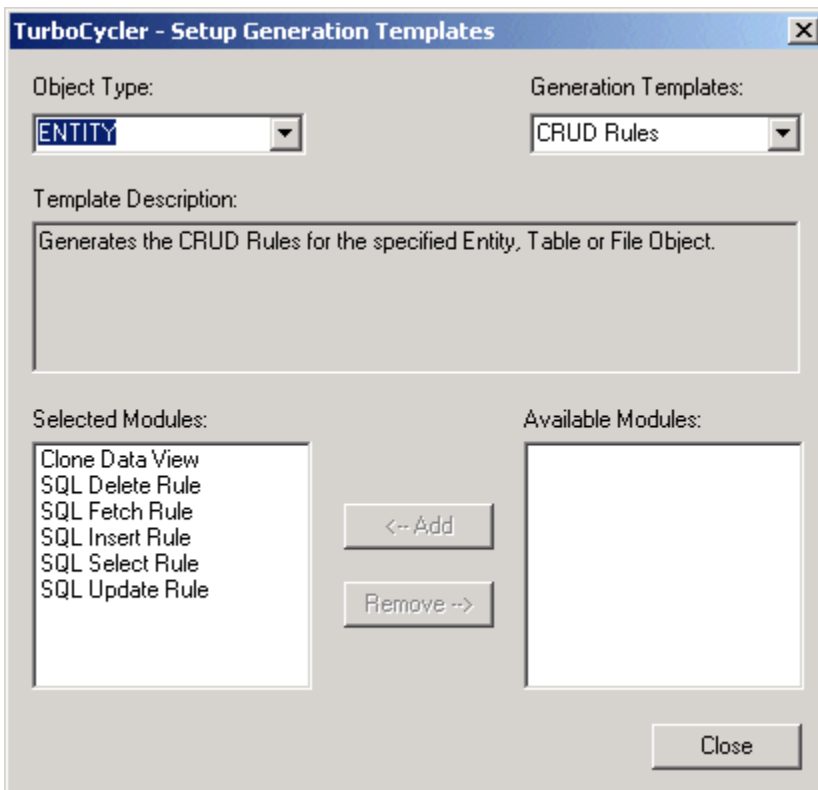 TurboCycler - Setup Generation Templates
Object Type:
Generation Templates:
ENTITY
CRUD Rules
Template Description:
Generates the CRUD Rules for the specified Entity, Table or File Object.
Selected Modules:
Available Modules:
Clone Data View
SQL Delete Rule
SQL Fetch Rule
SQL Insert Rule
SQL Select Rule
SQL Update Rule
<-- Add
Remove -->
Close